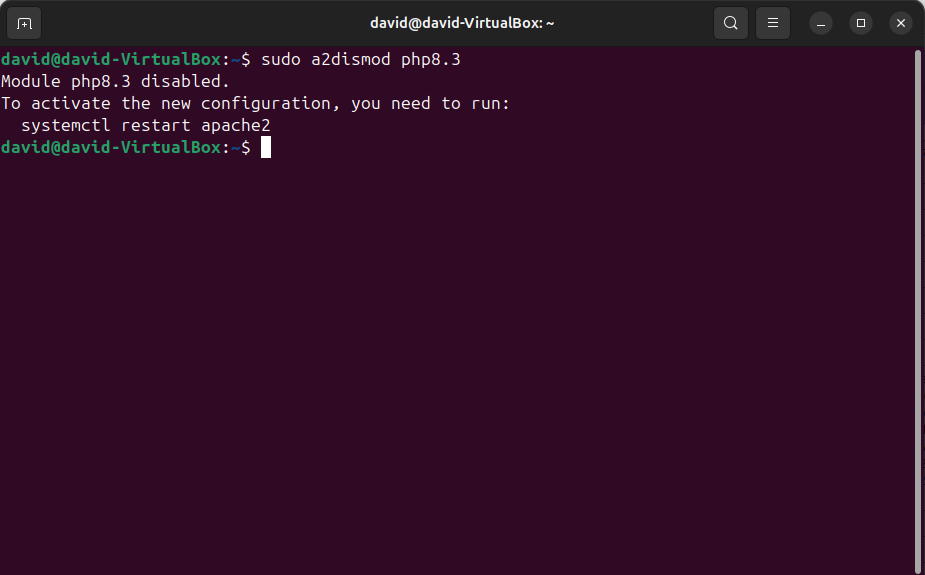 david@david-VirtualBox: ~
david@david-VirtualBox:~$ sudo a2dismod php8.3
Module php8.3 disabled.
To activate the new configuration, you need to run:
  systemctl restart apache2
david@david-VirtualBox:~$